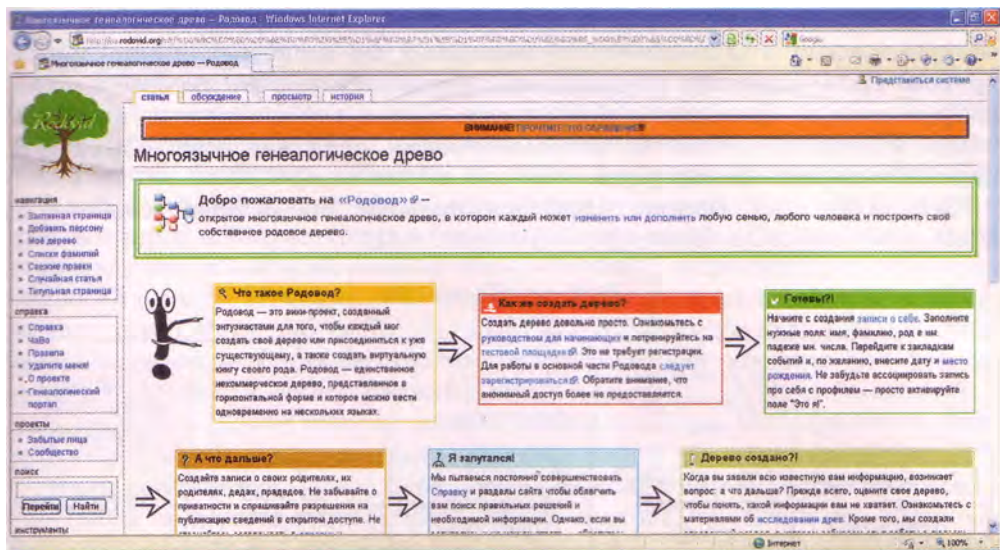 Многоязычное генеалогическое древо — Родовод - Windows Internet Explorer
rodovid.org
Google
Многоязычное генеалогическое древо — Родовод
Представиться системе
статья обсуждение просмотр история
Rodovid
ВНИМАНИЕ!
Многоязычное генеалогическое древо
Добро пожаловать на «Родовод» –
открытое многоязычное генеалогическое древо, в котором каждый может изменить или дополнить любую семью, любого человека и построить своё
собственное родовое дерево.
навигация
Заглавная страница
Добавить персону
Моё дерево
Списки фамилий
Свежие правки
Случайная статья
Титульная страница
справка
Справка
ЧаВо
Правила
Удалите меня!
О проекте
Генеалогический
портал
проекты
Забытые лица
Сообщество
поиск
Перейти Найти
инструменты
Что такое Родовод?
Родовод — это вики-проект, созданный
энтузиастами для того, чтобы каждый мог
создать своё дерево или присоединиться к уже
существующему, а также создать виртуальную
книгу своего рода. Родовод — единственное
некоммерческое дерево, представленное в
горизонтальной форме и которое можно вести
одновременно на нескольких языках.
Как же создать дерево?
Создать дерево довольно просто. Ознакомьтесь с
руководством для начинающих и потренируйтесь на
тестовой площадке. Это не требует регистрации.
Для работы в основной части Родовода следует
зарегистрироваться. Обратите внимание, что
анонимный доступ более не предоставляется.
Готовы?!
Начните с создания записи о себе. Заполните
нужные поля: имя, фамилию, род в им.
падеже мн. числа. Перейдите к закладкам
событий и, по желанию, внесите дату и место
рождения. Не забудьте ассоциировать запись
про себя с профилем — просто активируйте
поле "Это я!".
А что дальше?
Создайте записи о своих родителях, их
родителях, дедах, прадедов. Не забывайте о
приватности и спрашивайте разрешения на
публикацию сведений в открытом доступе. Не
Я запутался!
Мы пытаемся постоянно совершенствовать
Справку и разделы сайта чтобы облегчить
вам поиск правильных решений и
необходимой информации. Однако, если вы
Дерево создано?!
Когда вы завели всю известную вам информацию, возникает
вопрос: а что дальше? Прежде всего, оцените свое дерево,
чтобы понять, какой информации вам не хватает. Ознакомьтесь с
материалами об исследовании древ. Кроме того, мы создали
Интернет
100%